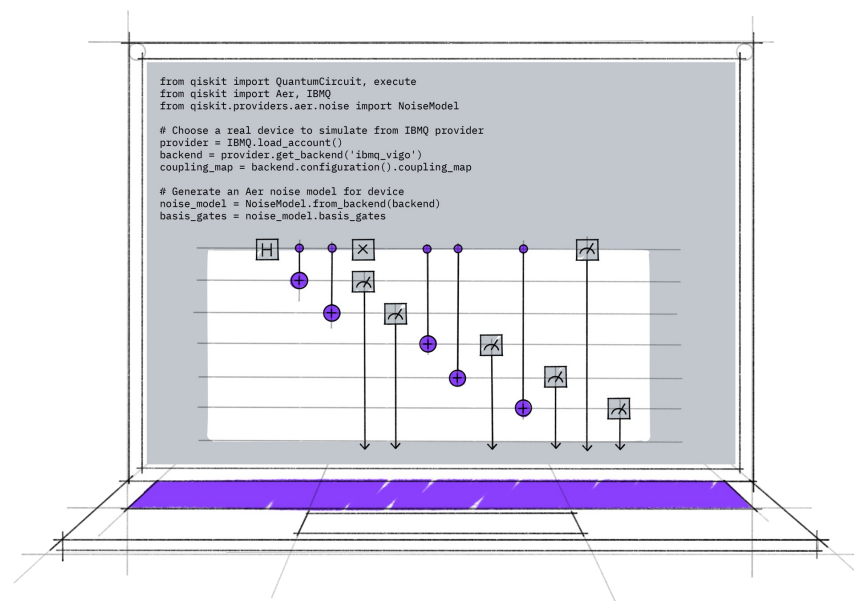 from qiskit import QuantumCircuit, execute
from qiskit import Aer, IBMQ
from qiskit.providers.aer.noise import NoiseModel
# Choose a real device to simulate from IBMQ provider
provider = IBMQ.load_account()
backend = provider.get_backend('ibmq_vigo')
coupling_map = backend.configuration().coupling_map
# Generate an Aer noise model for device
noise_model = NoiseModel.from_backend(backend)
basis_gates = noise_model.basis_gates
H X